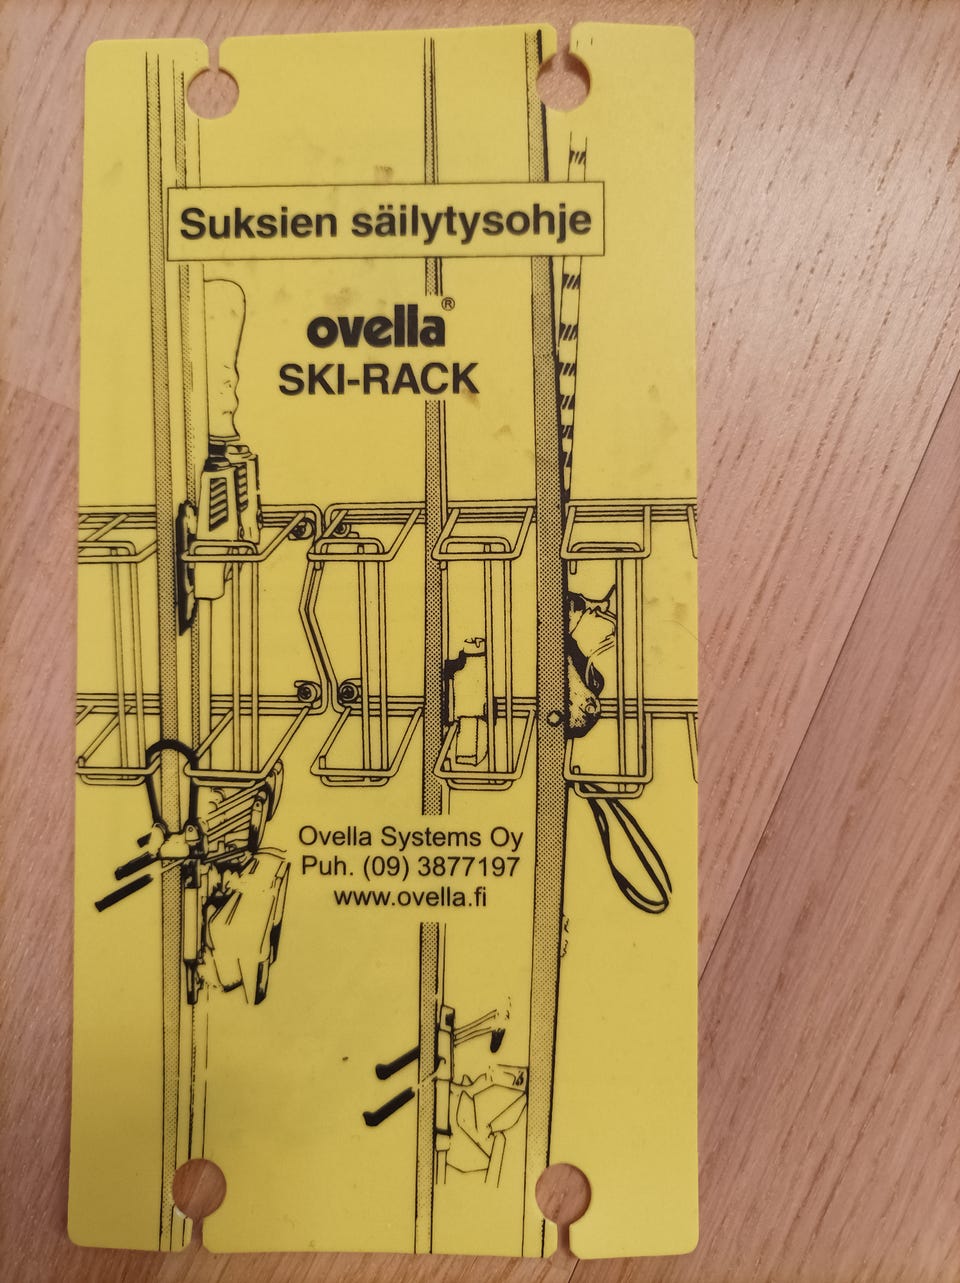 Suksien säilytysohje
ovella®
SKI-RACK
Ovella Systems Oy
Puh. (09) 3877197
www.ovella.fi